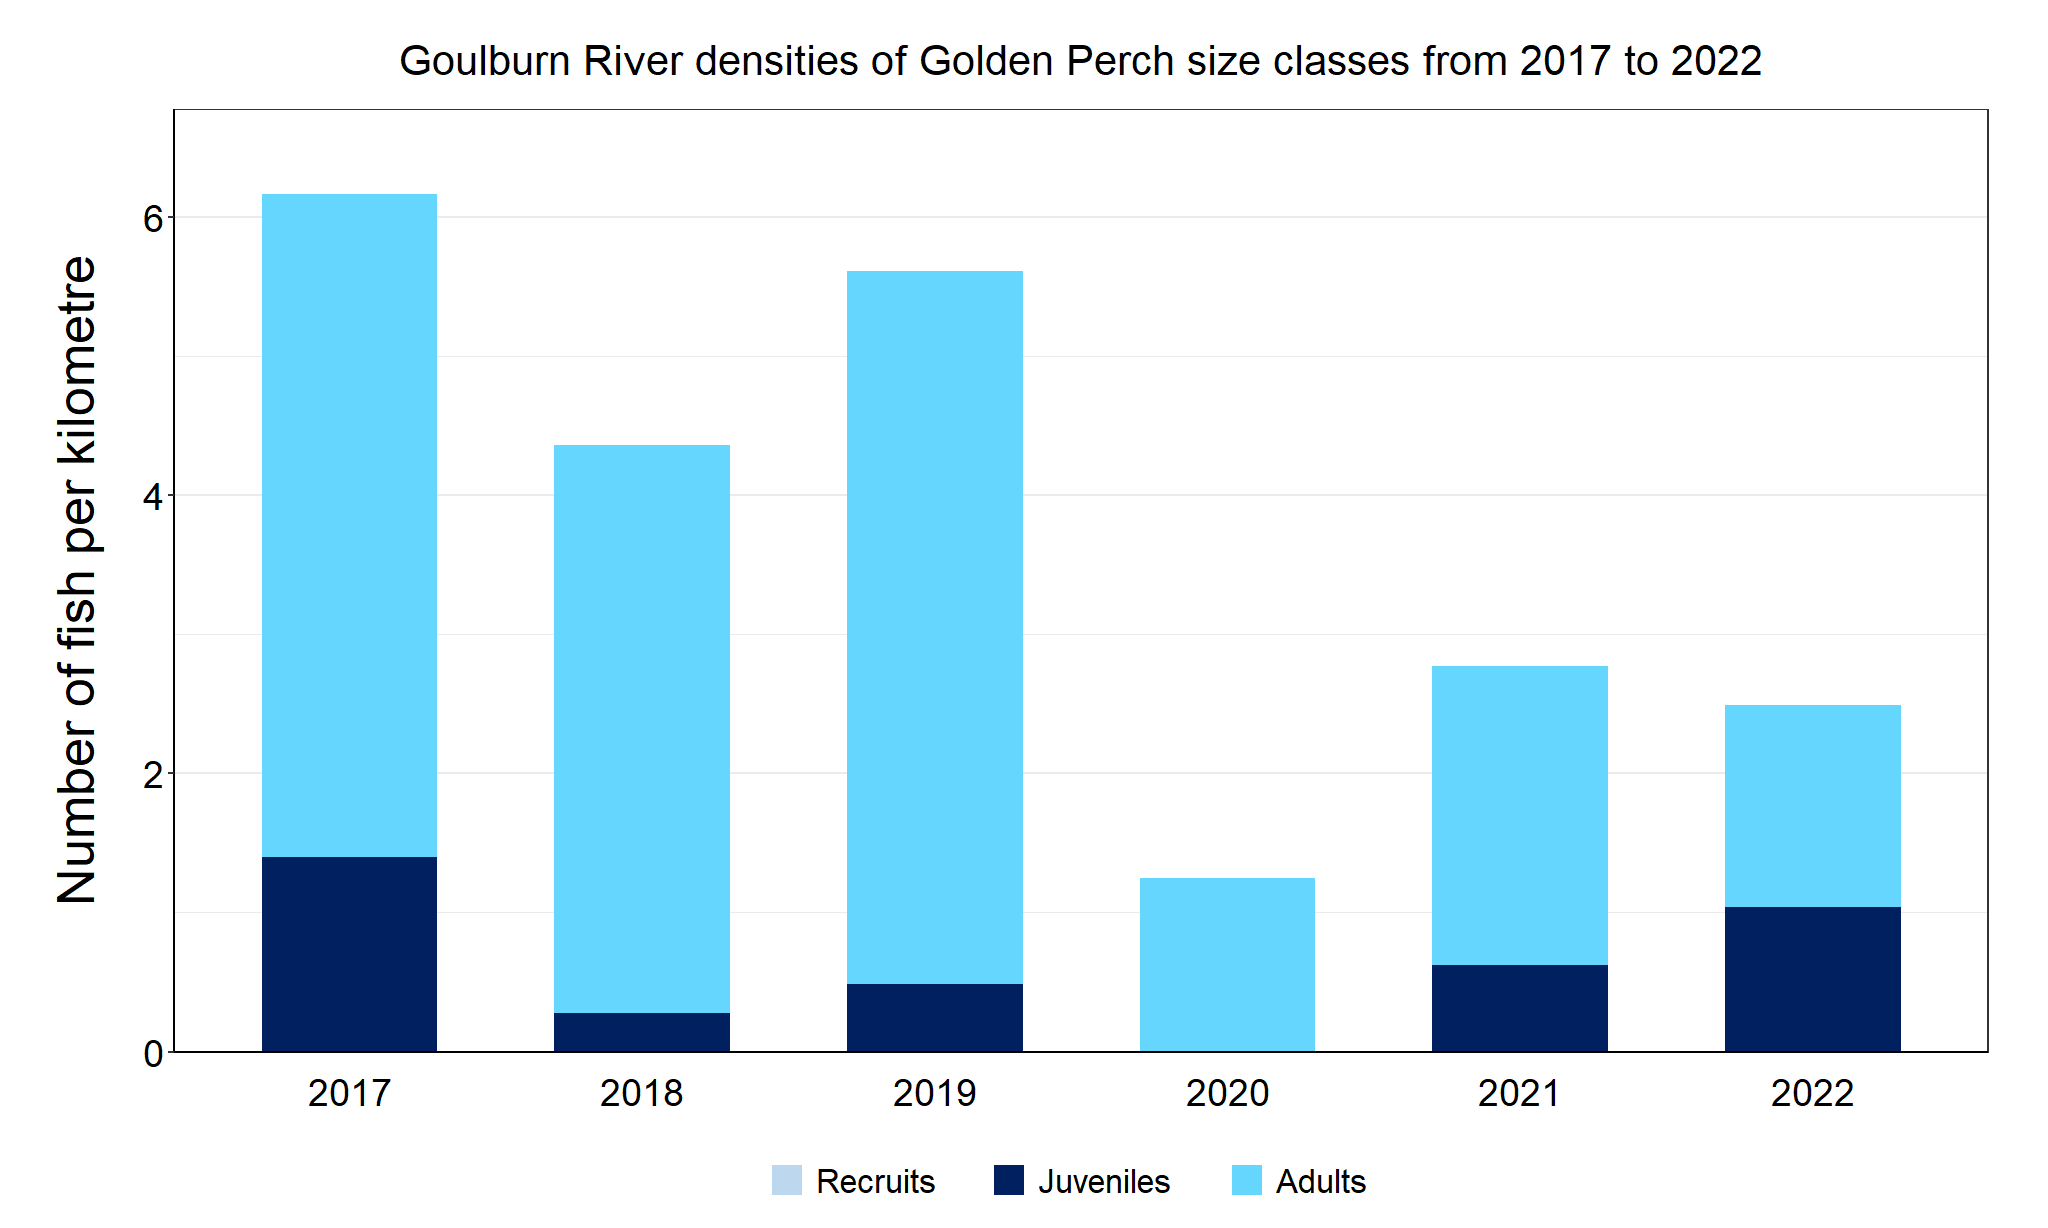 Goulburn River densities of Golden Perch size classes from 2017 to 2022
Number of fish per kilometre
6
4
2
0
2017 2018 2019 2020 2021 2022
Recruits Juveniles Adults